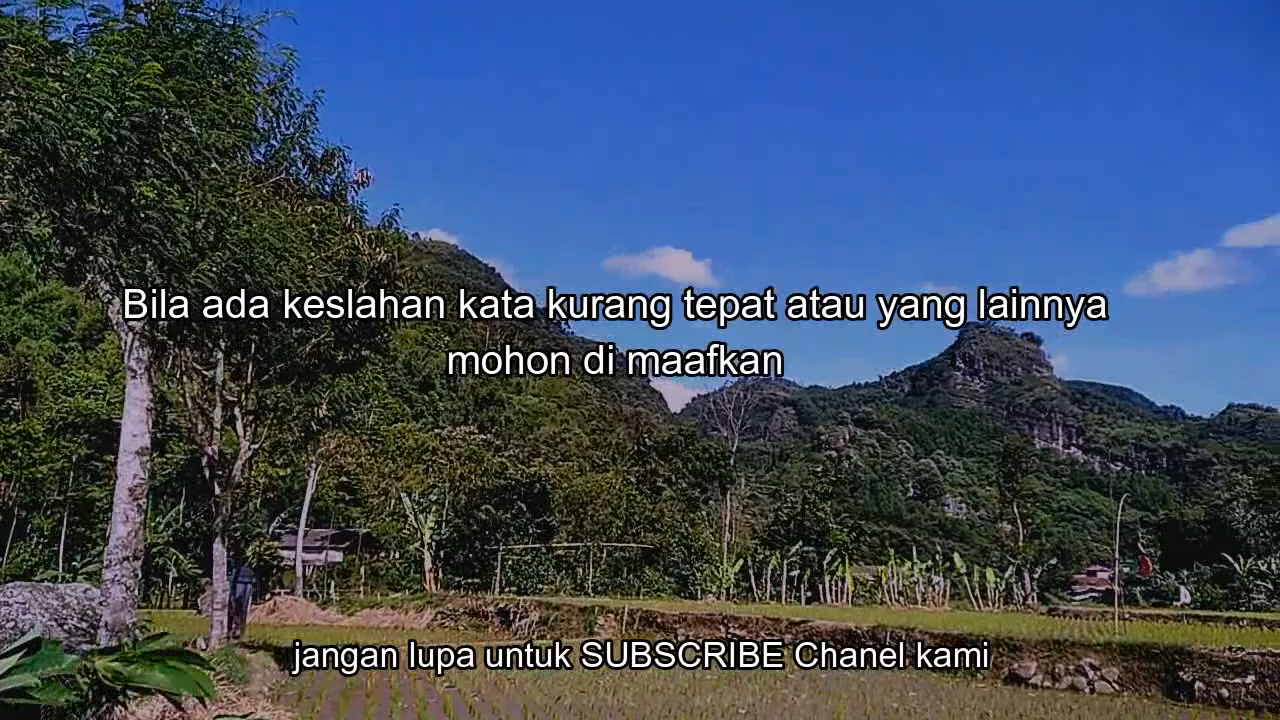 Bila ada keslahan kata kurang tepat atau yang lainnya
mohon di maafkan
jangan lupa untuk SUBSCRIBE Chanel kami